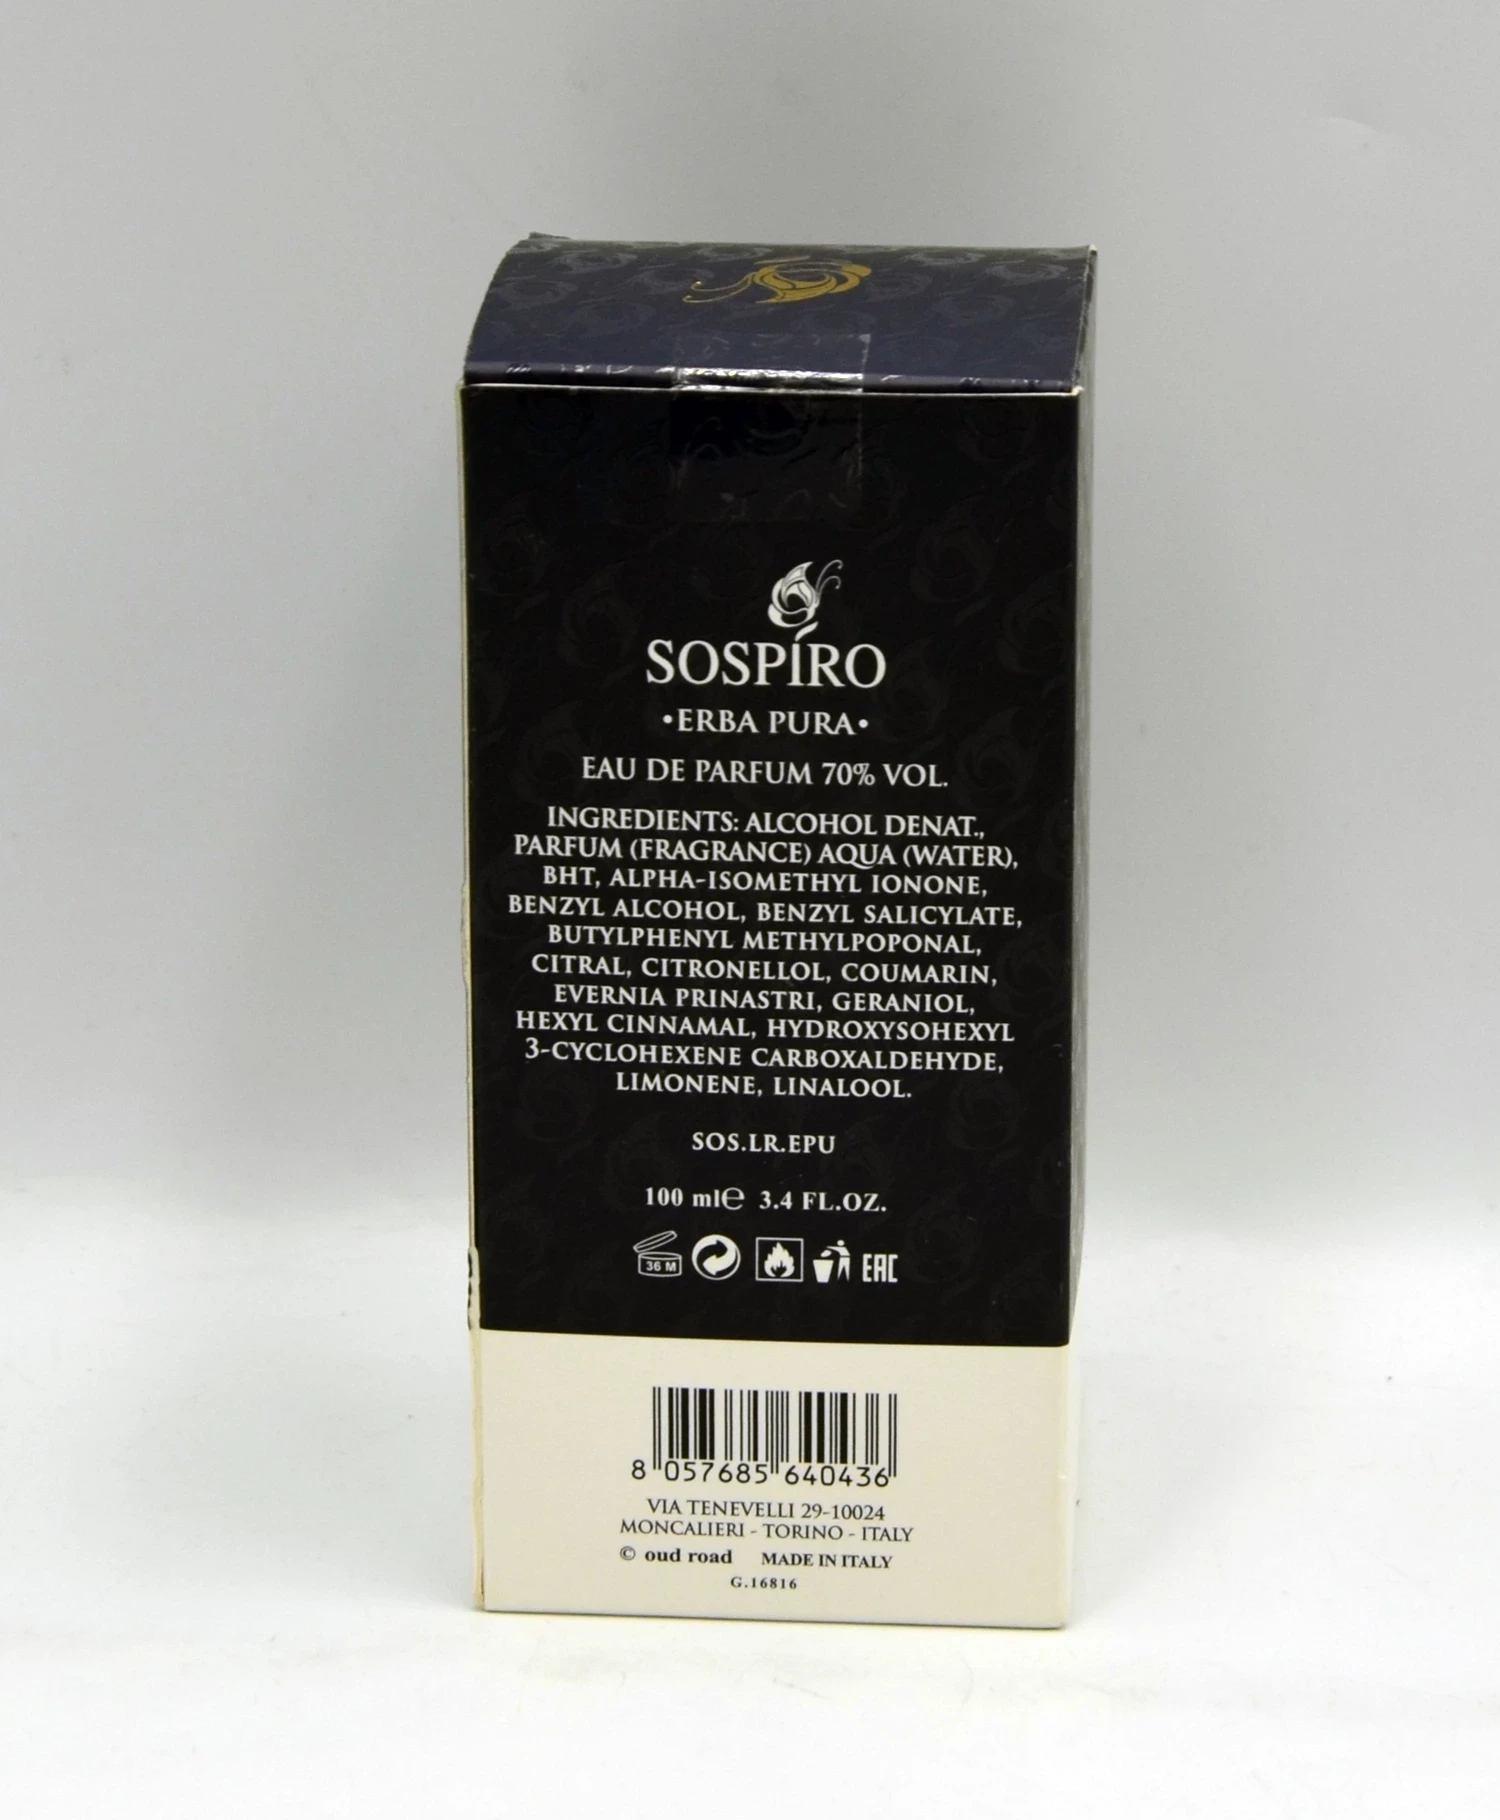 SOSPÍRO
•ERBA PURA•
EAU DE PARFUM 70% VOL.
INGREDIENTS: ALCOHOL DENAT.,
PARFUM (FRAGRANCE) AQUA (WATER),
BHT, ALPHA-ISOMETHYL IONONE,
BENZYL ALCOHOL, BENZYL SALICYLATE,
BUTYLPHENYL METHYLPOPONAL,
CITRAL, CITRONELLOL, COUMARIN,
EVERNIA PRINASTRI, GERANIOL,
HEXYL CINNAMAL, HYDROXYSOHEXYL
3-CYCLOHEXENE CARBOXALDEHYDE,
LIMONENE, LINALOOL.
SOS.LR.EPU
100 ml℮ 3.4 FL.OZ.
36 M EAC
8 057685 640436
VIA TENEVELLI 29-10024
MONCALIERI - TORINO - ITALY
© oud road MADE IN ITALY
G.16816